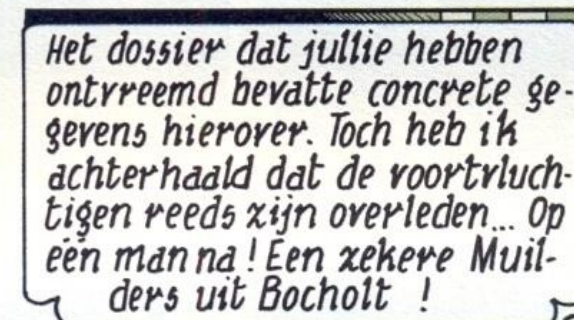 Het dossier dat jullie hebben
ontvreemd bevatte concrete ge-
gevens hierover. Toch heb ik
achterhaald dat de voortvluch-
tigen reeds zijn overleden... Op
één man na! Een zekere Muil-
ders uit Bocholt !